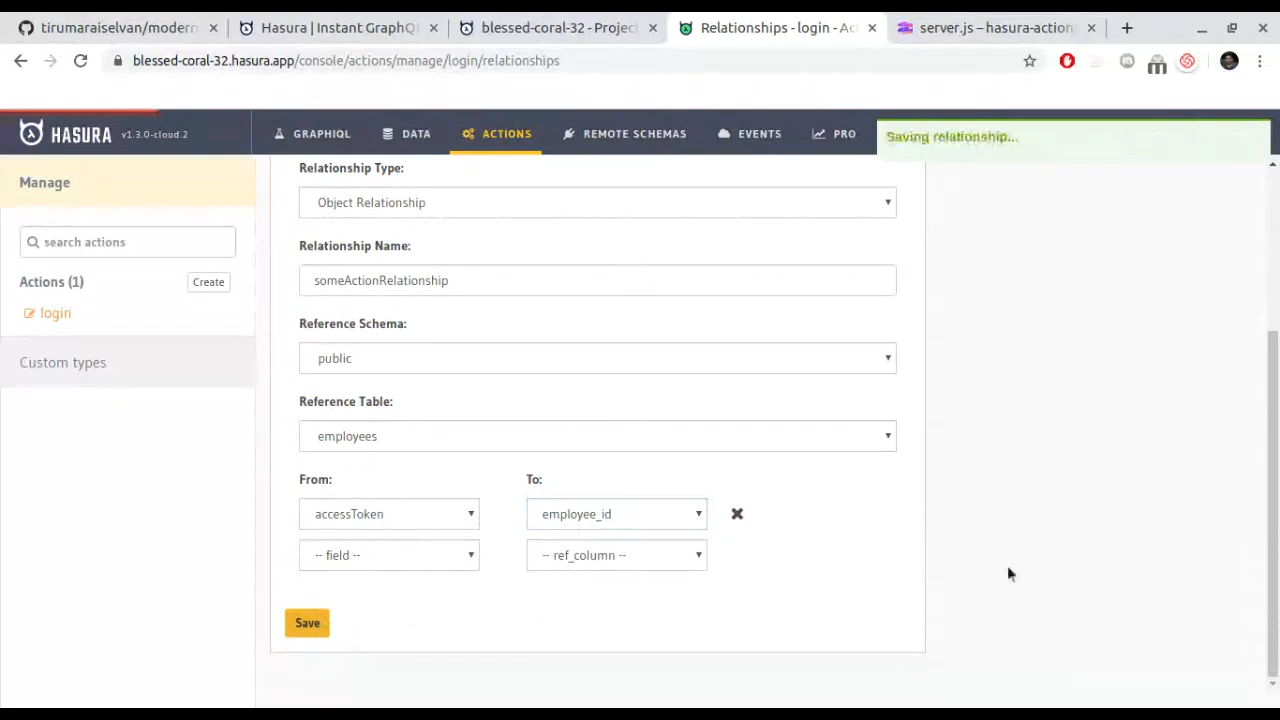 tirumaraiselvan/modern
Hasura | Instant GraphQ
blessed-coral-32 - Projec
Relationships - login - Ac
server.js – hasura-action
blessed-coral-32.hasura.app/console/actions/manage/login/relationships
HASURA v1.3.0-cloud.2
GRAPHIQL DATA ACTIONS REMOTE SCHEMAS EVENTS PRO
Saving relationship...
Manage
search actions
Actions (1) Create
login
Custom types
Relationship Type:
Object Relationship
Relationship Name:
someActionRelationship
Reference Schema:
public
Reference Table:
employees
From: To:
accessToken employee_id
-- field -- -- ref_column --
Save